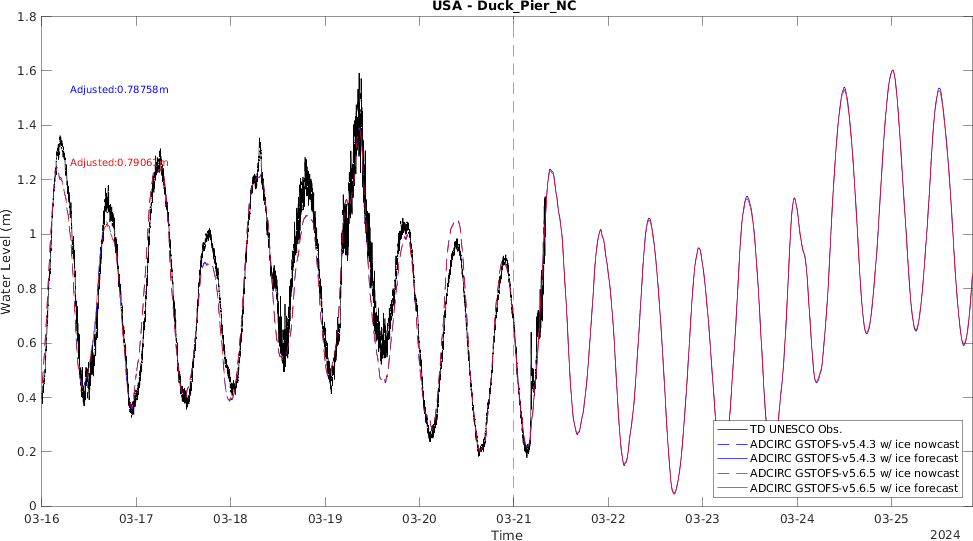 USA - Duck_Pier_NC
1.8
1.6
1.4
1.2
1
0.8
0.6
0.4
0.2
0
Water Level (m)
Adjusted:0.78758m
TD UNESCO Obs.
ADCIRC GSTOFS-v5.4.3 w/ ice nowcast
ADCIRC GSTOFS-v5.4.3 w/ ice forecast
ADCIRC GSTOFS-v5.6.5 w/ ice nowcast
ADCIRC GSTOFS-v5.6.5 w/ ice forecast
03-16 03-17 03-18 03-19 03-20 03-21 03-22 03-23 03-24 03-25
Time
2024